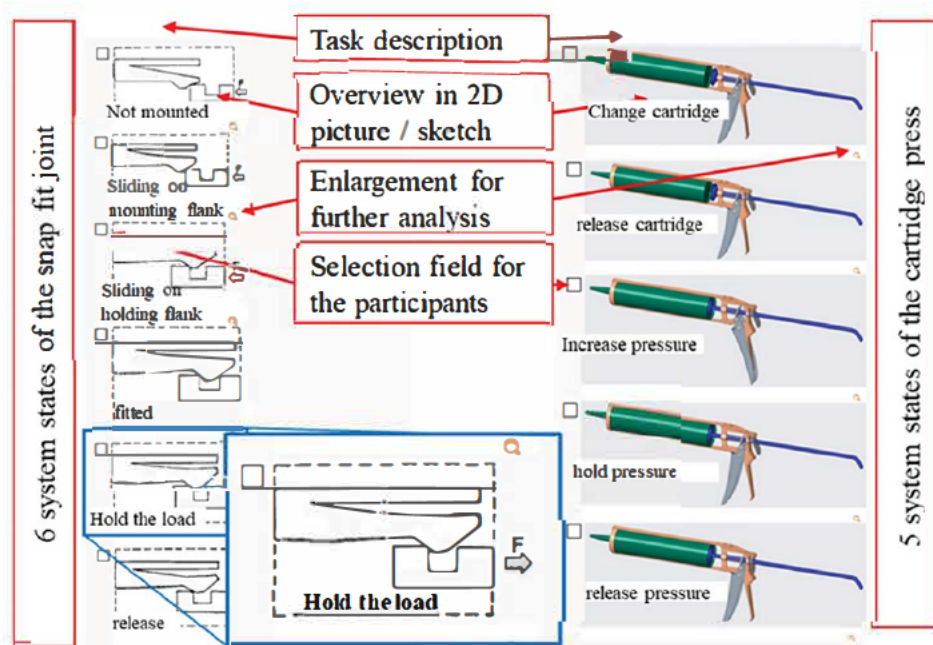 6 system states of the snap fit joint
Task description
Overview in 2D
picture / sketch
Enlargement for
further analysis
Selection field for
the participants
Not mounted
F
Sliding on
mounting flank
F
Sliding on
holding flank
fitted
Hold the load
release
Hold the load
F
Change cartridge
release cartridge
Increase pressure
hold pressure
release pressure
5 system states of the cartridge press